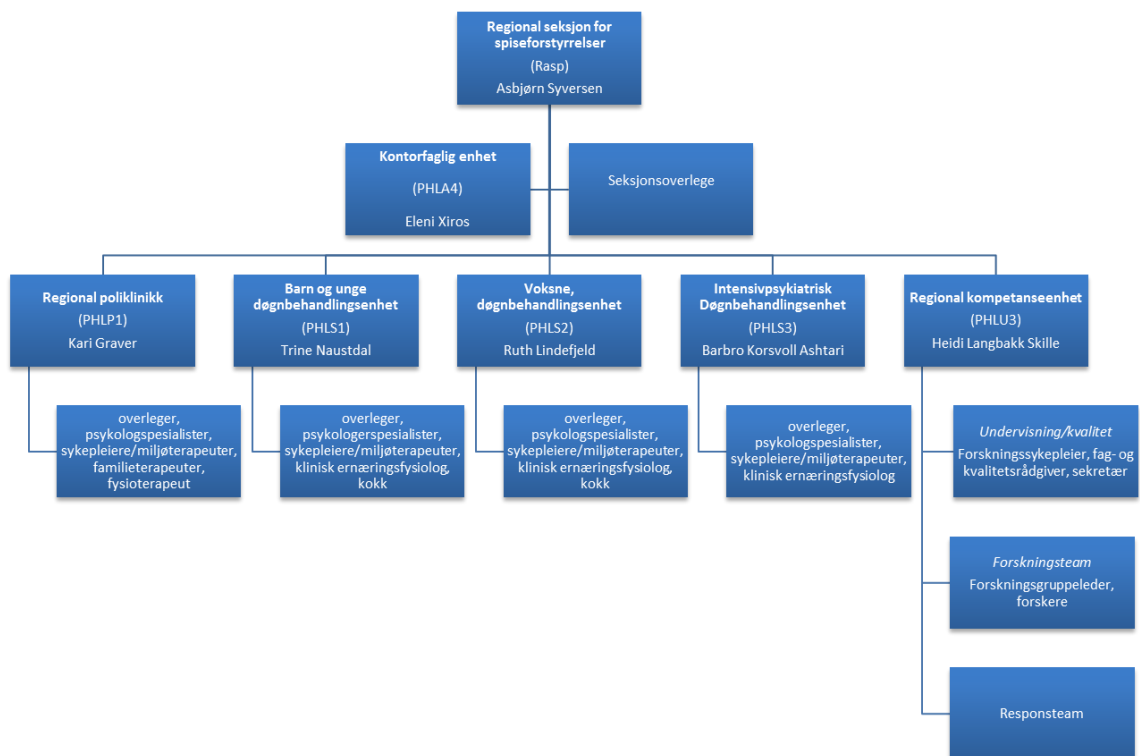 Regional seksjon for
spiseforstyrrelser
(Rasp)
Asbjørn Syversen
Kontorfaglig enhet
(PHLA4)
Eleni Xiros
Seksjonsoverlege
Regional poliklinikk
(PHLP1)
Kari Graver
Barn og unge
døgnbehandlingsenhet
(PHLS1)
Trine Naustdal
Voksne,
døgnbehandlingsenhet
(PHLS2)
Ruth Lindefjeld
Intensivpsykiatrisk
Døgnbehandlingsenhet
(PHLS3)
Barbro Korsvoll Ashtari
Regional kompetanseenhet
(PHLU3)
Heidi Langbakk Skille
overleger,
psykologspesialister,
sykepleiere/miljøterapeuter,
familieterapeuter,
fysioterapeut
overleger,
psykologerspesialister,
sykepleiere/miljøterapeuter,
klinisk ernæringsfysiolog,
kokk
overleger,
psykologspesialister,
sykepleiere/miljøterapeuter,
klinisk ernæringsfysiolog,
kokk
overleger,
psykologspesialister,
sykepleiere/miljøterapeuter,
klinisk ernæringsfysiolog
Undervisning/kvalitet
Forskningssykepleier, fag- og
kvalitetsrådgiver, sekretær
Forskningsteam
Forskningsgruppeleder,
forskere
Responsteam